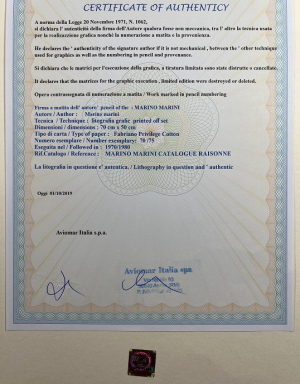 CERTIFICATE OF AUTHENTICITY
A norma della Legge 20 Novembre 1971, N. 1062,
si dichiara l' autenticità della firma dell'Autore qualora fosse non meccanica, tra l' altro la tecnica usata
per la realizzazione grafica nonché la numerazione a matita e la provenienza.
He declares the ' authenticity of the signature author if it is not mechanical , between the ' other technique
used for graphics as well as the numbering in pencil and provenance.
Si dichiara che le matrici per l'esecuzione della grafica, a tiratura limitata sono state distrutte o cancellate.
It declares that the matrices for the graphic execution , limited edition were destroyed or deleted.
Opera contrassegnata di numerazione a matita / Work marked in pencil numbering
Firma a matita dell' autore/ pencil of the : MARINO MARINI
Autore / Author : Marino marini
Tecnica / Technique : litografia grafic printed off set
Dimensioni / dimensions : 70 cm x 50 cm
Tipo di carta / Type of paper : Fabriano Privilege Cotton
Numero esemplare / Number exemplary: 70 /75
Eseguita nel / Followed in : 1970/1980
Rif.Catalogo / Reference : MARINO MARINI CATALOGUE RAISONNE
La litografia in questione e' autentica. / Lithography in question and ' authentic
Oggi 01/10/2019
Aviomar Italia s.p.a.
Aviomar Italia spa